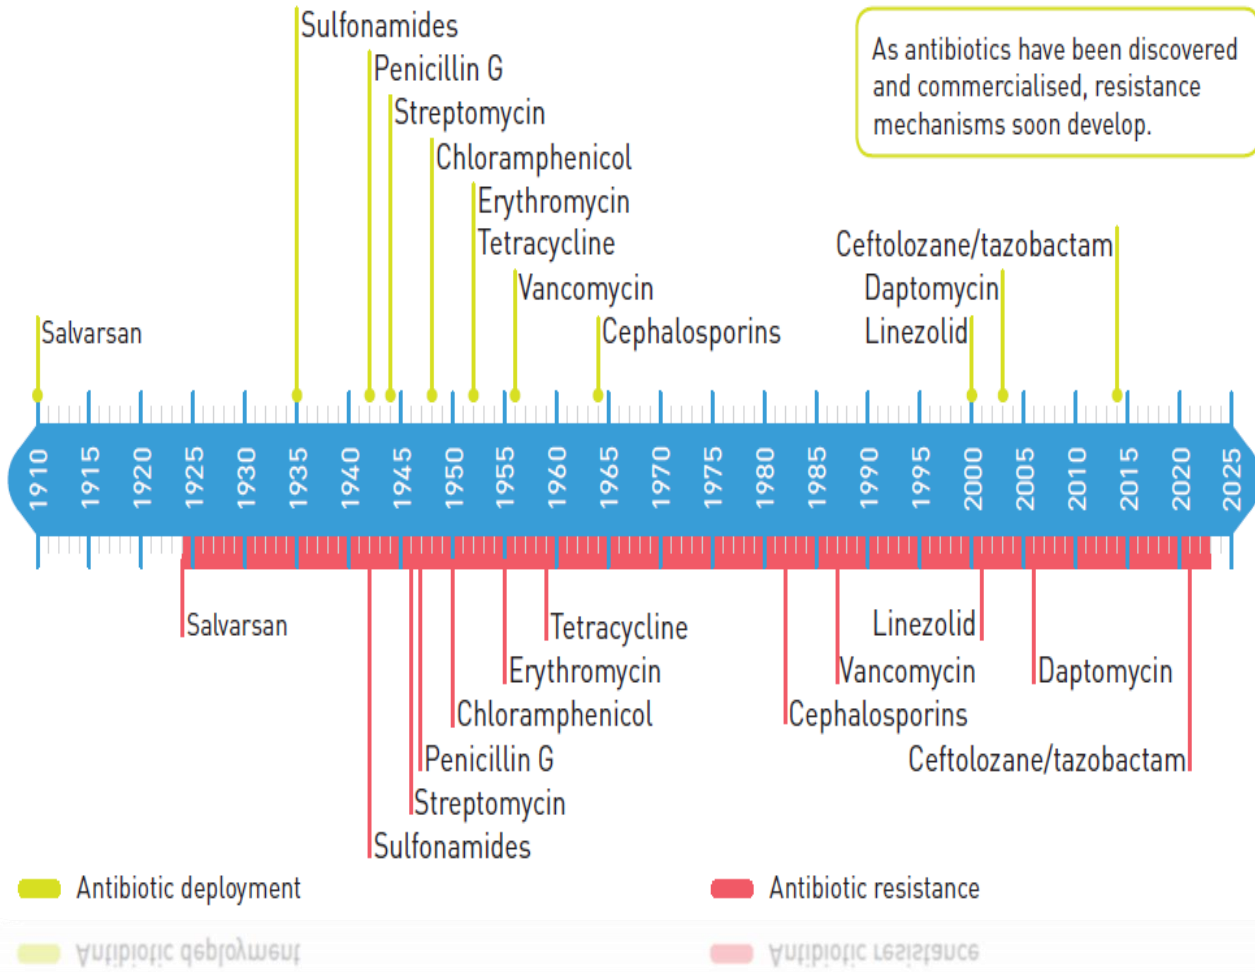 Sulfonamides
Penicillin G
Streptomycin
Chloramphenicol
Erythromycin
Tetracycline
Vancomycin
Cephalosporins
Salvarsan
As antibiotics have been discovered
and commercialised, resistance
mechanisms soon develop.
Ceftolozane/tazobactam
Daptomycin
Linezolid
1910 1915 1920 1925 1930 1935 1940 1945 1950 1955 1960 1965 1970 1975 1980 1985 1990 1995 2000 2005 2010 2015 2020 2025
Salvarsan
Tetracycline
Erythromycin
Chloramphenicol
Penicillin G
Streptomycin
Sulfonamides
Linezolid
Vancomycin
Daptomycin
Cephalosporins
Ceftolozane/tazobactam
Antibiotic deployment
Antibiotic resistance